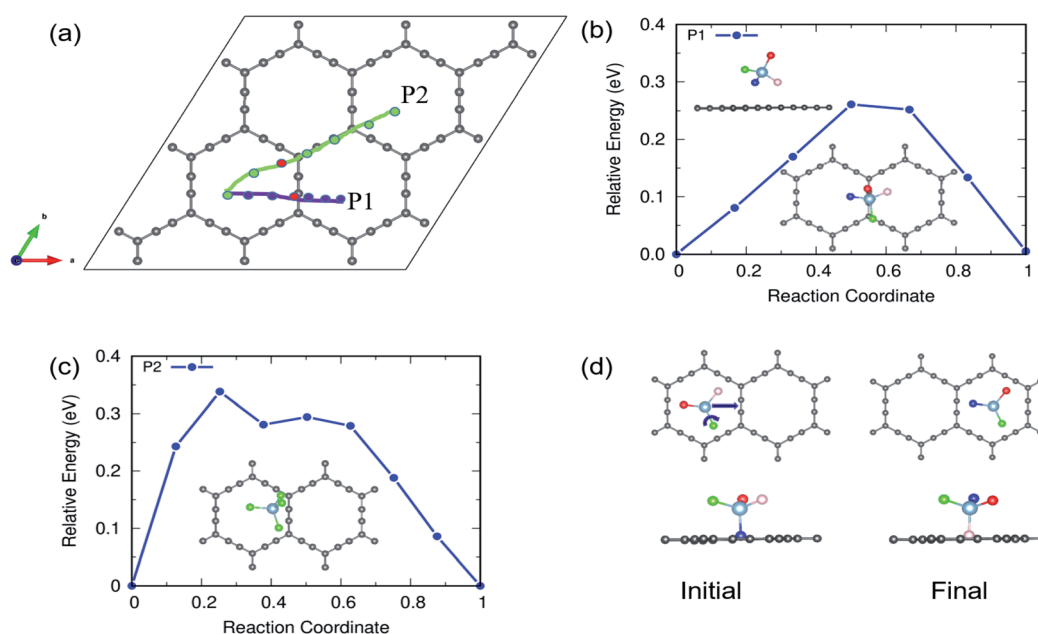 (a)
P2
P1
b
a
c
(b)
P1
Relative Energy (eV)
0.4
0.3
0.2
0.1
0.0
0 0.2 0.4 0.6 0.8 1
Reaction Coordinate
(c)
P2
Relative Energy (eV)
0.4
0.3
0.2
0.1
0
0 0.2 0.4 0.6 0.8 1
Reaction Coordinate
(d)
Initial Final